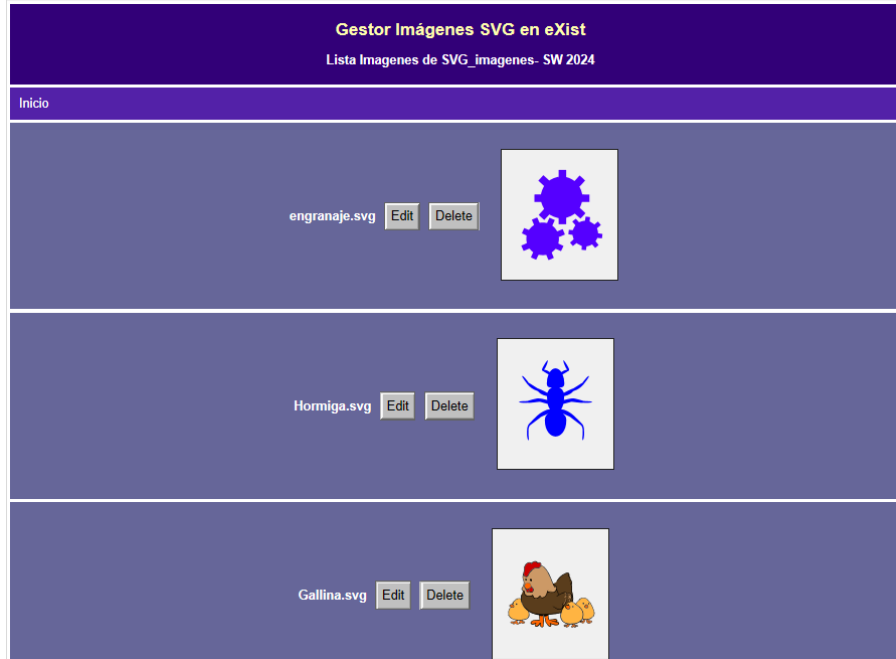 Gestor Imágenes SVG en eXist
Lista Imagenes de SVG_imagenes- SW 2024
Inicio
engranaje.svg Edit Delete
Hormiga.svg Edit Delete
Gallina.svg Edit Delete